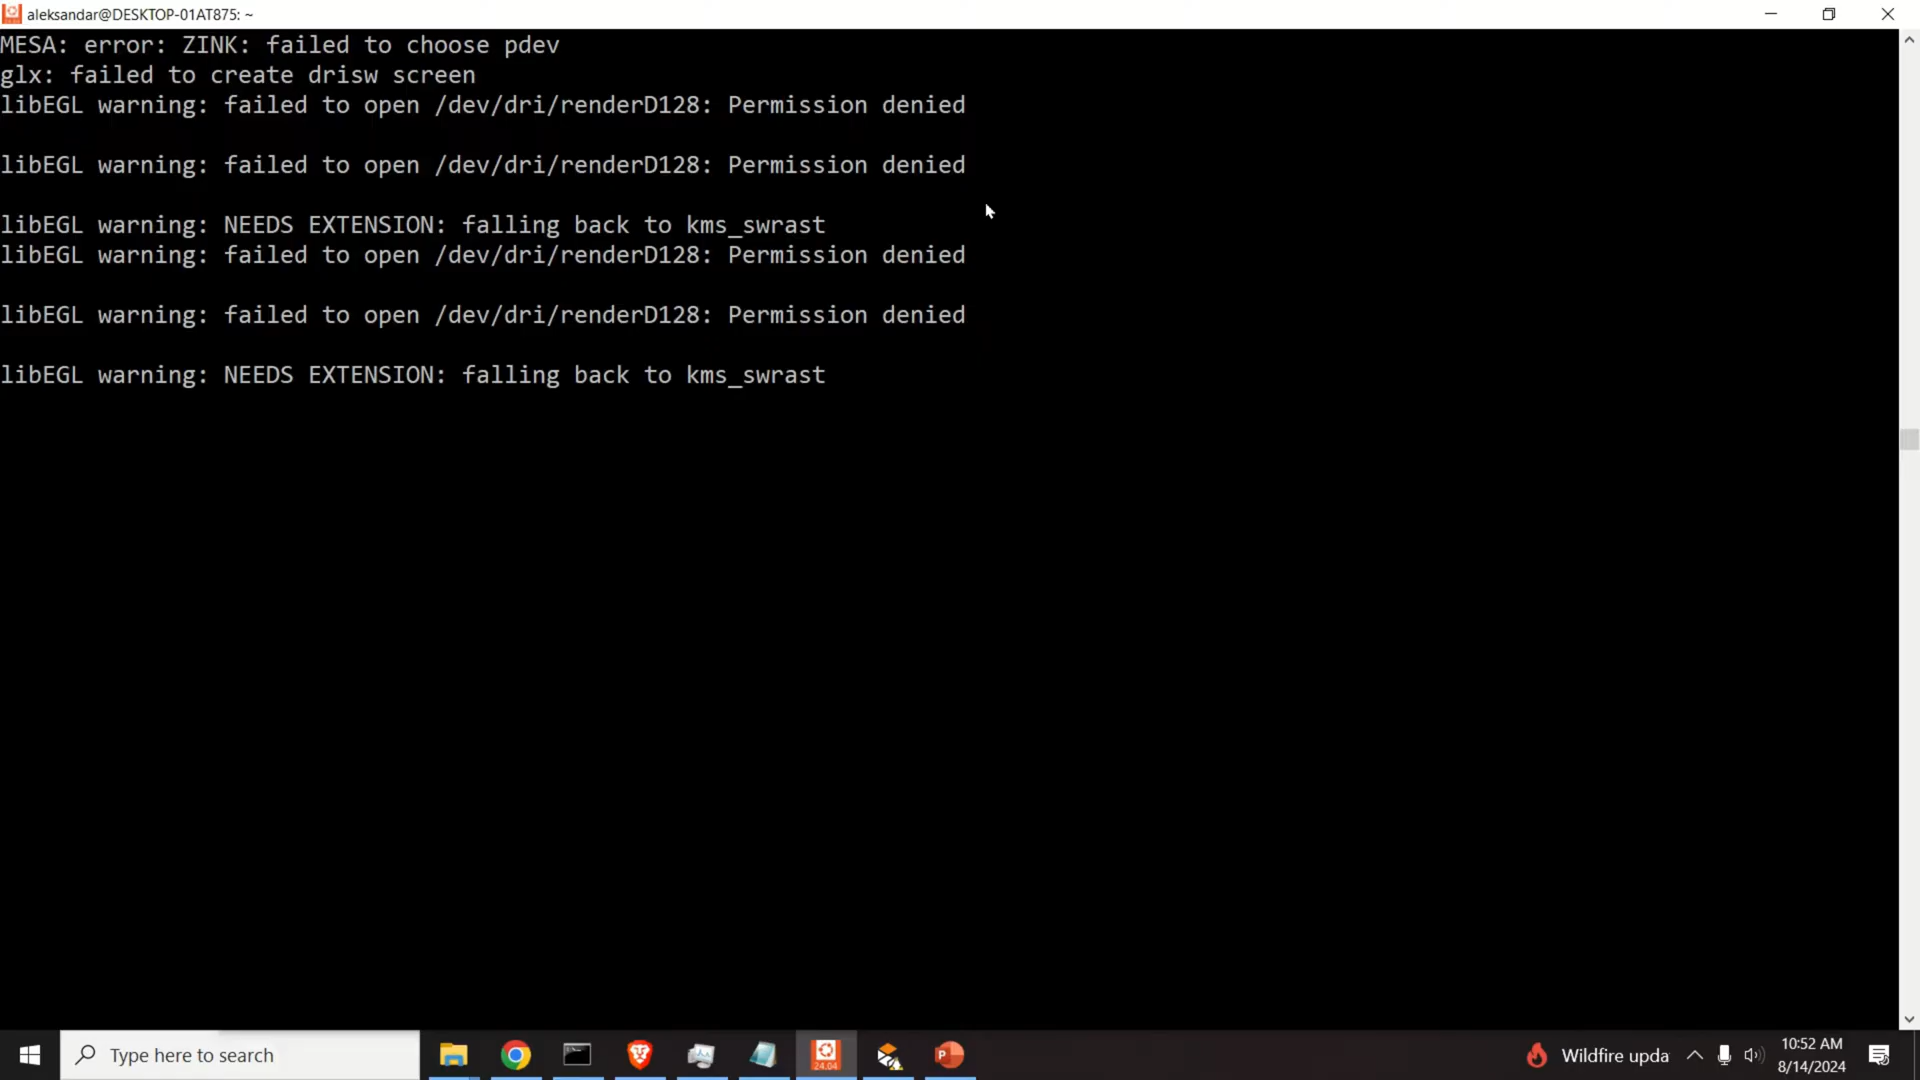 aleksandar@DESKTOP-01AT875: ~
MESA: error: ZINK: failed to choose pdev
glx: failed to create drisw screen
libEGL warning: failed to open /dev/dri/renderD128: Permission denied
libEGL warning: failed to open /dev/dri/renderD128: Permission denied
libEGL warning: NEEDS EXTENSION: falling back to kms_swrast
libEGL warning: failed to open /dev/dri/renderD128: Permission denied
libEGL warning: failed to open /dev/dri/renderD128: Permission denied
libEGL warning: NEEDS EXTENSION: falling back to kms_swrast
Type here to search
24.04
P
Wildfire upda
10:52 AM
8/14/2024